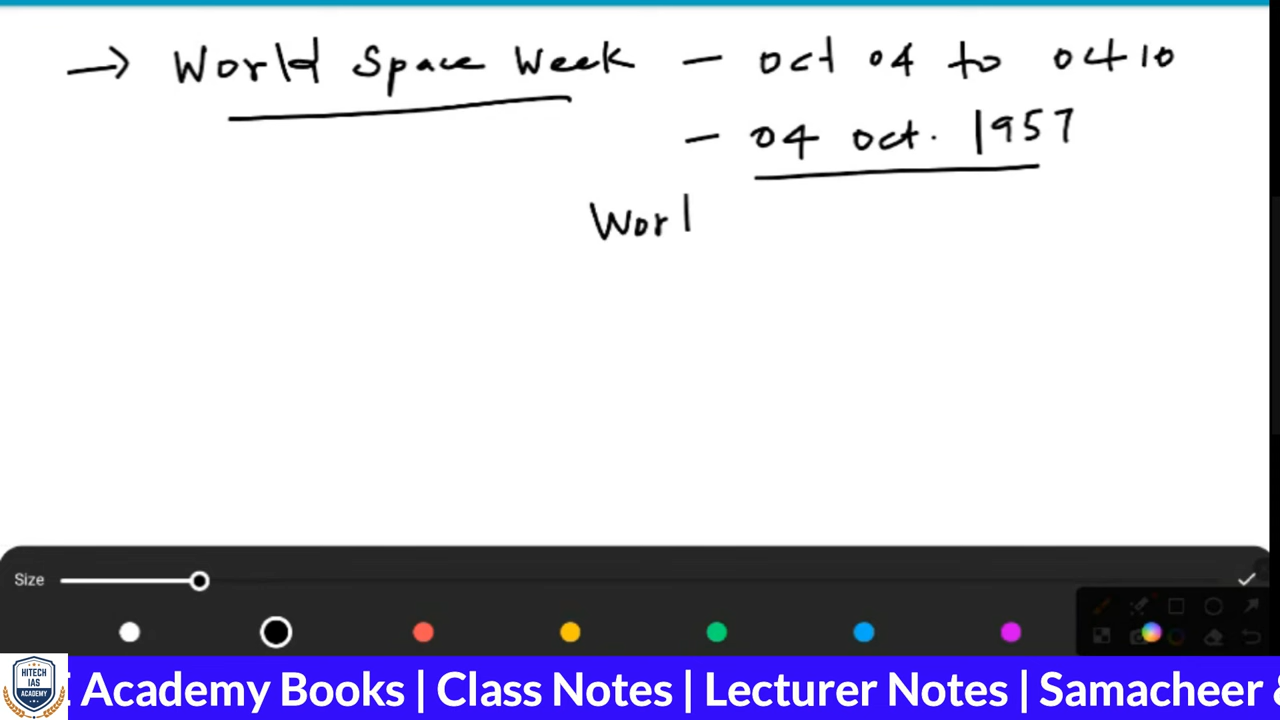 → World Space Week - Oct 04 to Oct 10
- 04 Oct. 1957
Worl
Size
HITECH
IAS
ACADEMY
E Academy Books | Class Notes | Lecturer Notes | Samacheer &